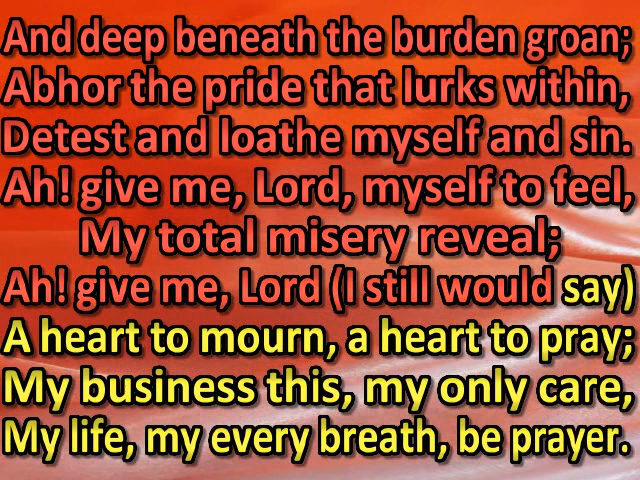 And deep beneath the burden groan;
Abhor the pride that lurks within,
Detest and loathe myself and sin.
Ah! give me, Lord, myself to feel,
My total misery reveal;
Ah! give me, Lord (I still would say)
A heart to mourn, a heart to pray;
My business this, my only care,
My life, my every breath, be prayer.